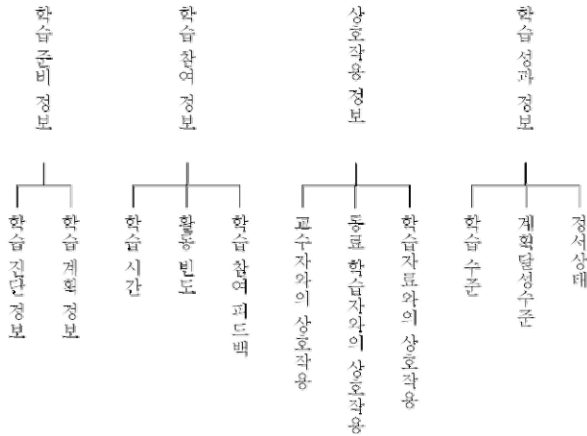 학습 준비 정보
학습 참여 정보
상호작용 정보
학습 성과 정보
학습 진단 정보
학습 계획 정보
학습 시간
활동 빈도
학습 참여 피드백
교수자와의 상호작용
동료 학습자와의 상호작용
학습자료와의 상호작용
학습 수준
계획달성수준
정서상태